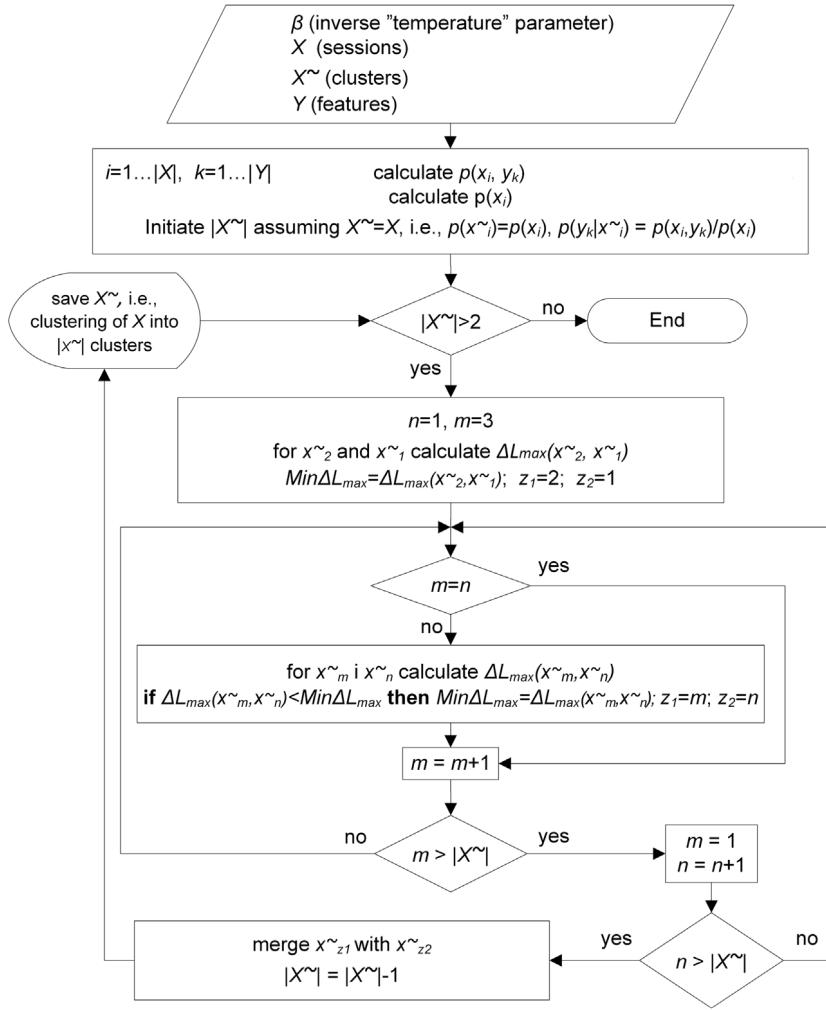 β (inverse ”temperature” parameter)
X (sessions)
X~ (clusters)
Y (features)
i=1…|X|, k=1…|Y| calculate p(xi, yk)
calculate p(xi)
Initiate |X~| assuming X~=X, i.e., p(x~i)=p(xi), p(yk|x~i) = p(xi,yk)/p(xi)
save X~, i.e.,
clustering of X into
|x~| clusters
|X~|>2
no
End
yes
n=1, m=3
for x~2 and x~1 calculate ΔLmax(x~2, x~1)
MinΔLmax=ΔLmax(x~2,x~1); z1=2; z2=1
m=n
yes
no
for x~m i x~n calculate ΔLmax(x~m,x~n)
if ΔLmax(x~m,x~n)<MinΔLmax then MinΔLmax=ΔLmax(x~m,x~n); z1=m; z2=n
m = m+1
no
m > |X~|
yes
m = 1
n = n+1
merge x~z1 with x~z2
|X~| = |X~|-1
yes
n > |X~|
no